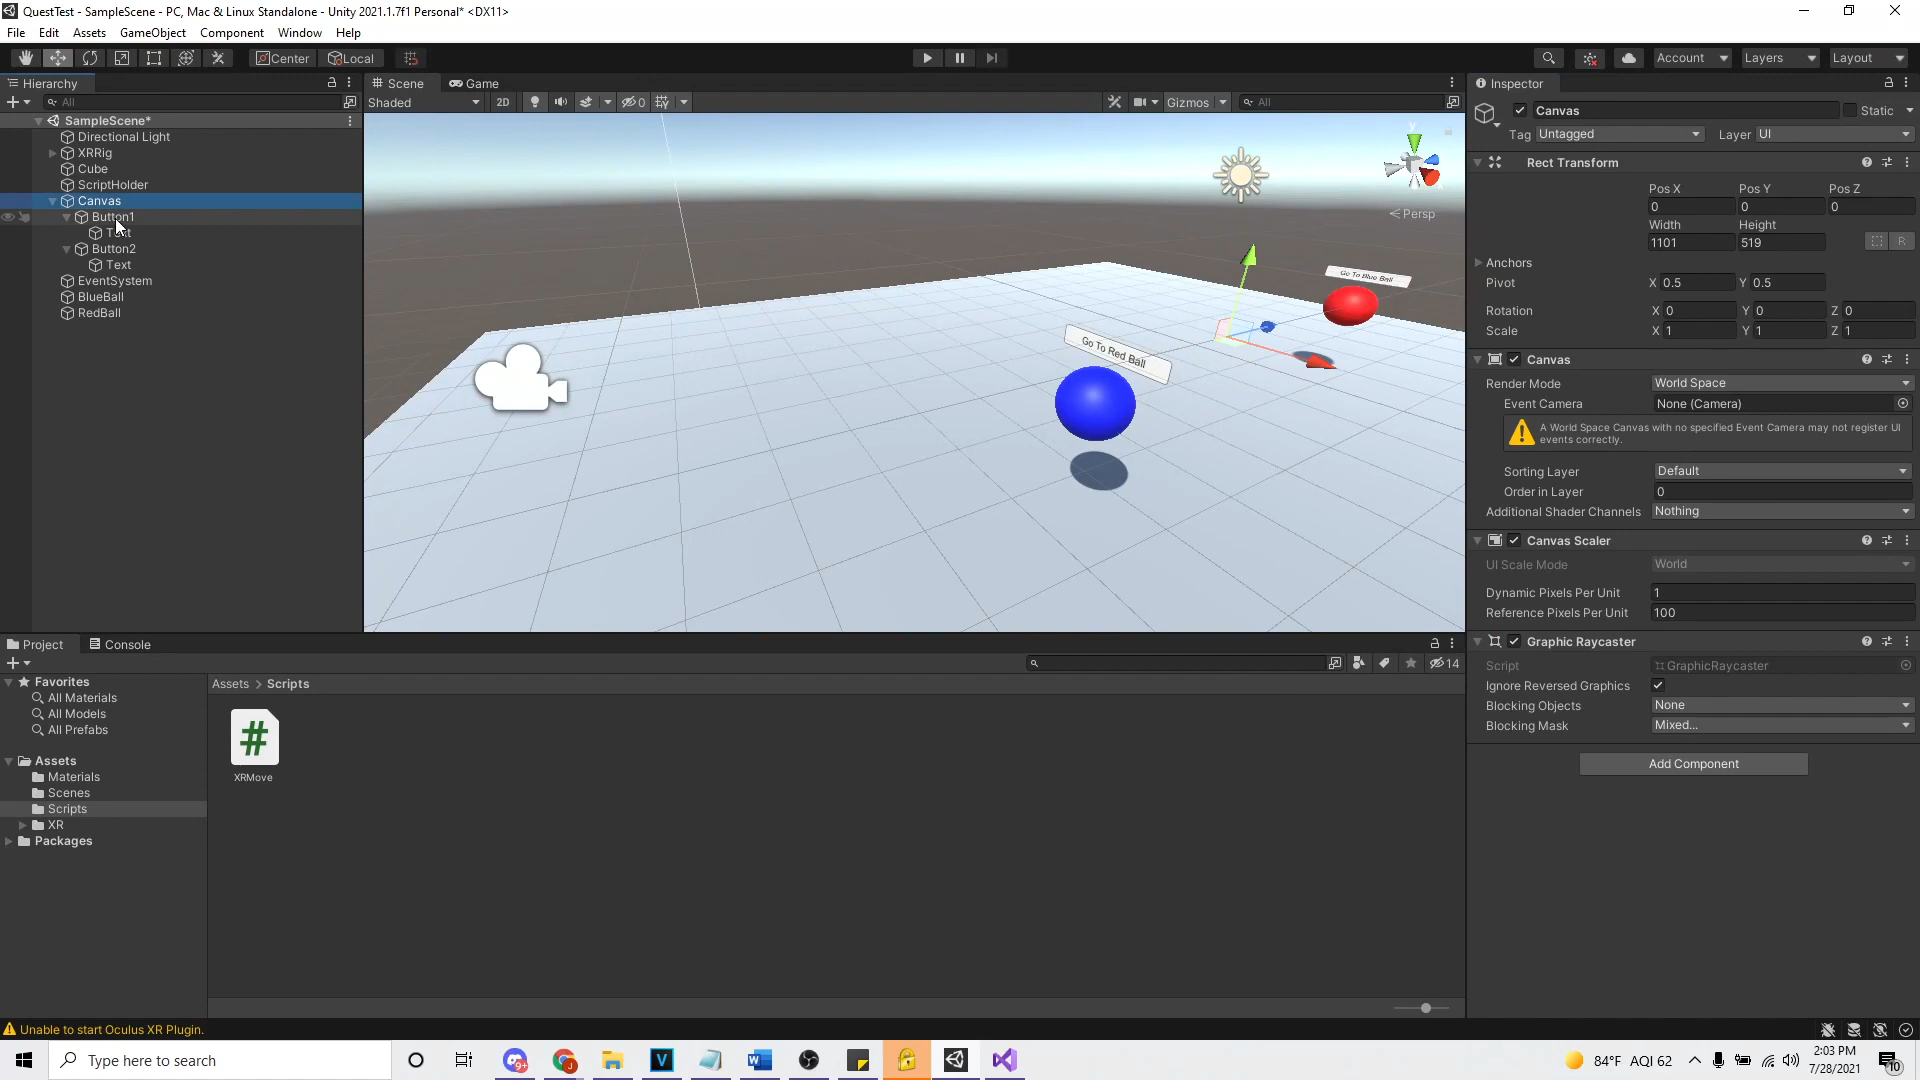 QuestTest - SampleScene - PC, Mac & Linux Standalone - Unity 2021.1.7f1 Personal* <DX11>
File Edit Assets GameObject Component Window Help
Center Local Account Layers Layout
Hierarchy
All
SampleScene*
Directional Light
XRRig
Cube
ScriptHolder
Canvas
Button1
Button2
Text
EventSystem
BlueBall
RedBall
Scene Game
Shaded 2D 0 Gizmos All
y
Persp
Go To Blue Ball
Go To Red Ball
Inspector
Canvas Static
Tag Untagged Layer UI
Rect Transform
Pos X Pos Y Pos Z
0 0 0
Width Height
1101 519 R
Anchors
Pivot X 0.5 Y 0.5
Rotation X 0 Y 0 Z 0
Scale X 1 Y 1 Z 1
Canvas
Render Mode World Space
Event Camera None (Camera)
A World Space Canvas with no specified Event Camera may not register UI
events correctly.
Sorting Layer Default
Order in Layer 0
Additional Shader Channels Nothing
Canvas Scaler
UI Scale Mode World
Dynamic Pixels Per Unit 1
Reference Pixels Per Unit 100
Graphic Raycaster
Script GraphicRaycaster
Ignore Reversed Graphics
Blocking Objects None
Blocking Mask Mixed...
Add Component
Project Console
14
Favorites
All Materials
All Models
All Prefabs
Assets
Materials
Scenes
Scripts
XR
Packages
Assets > Scripts
#
XRMove
Unable to start Oculus XR Plugin.
Type here to search
9+
V
W
84°F AQI 62
2:03 PM
7/28/2021
10